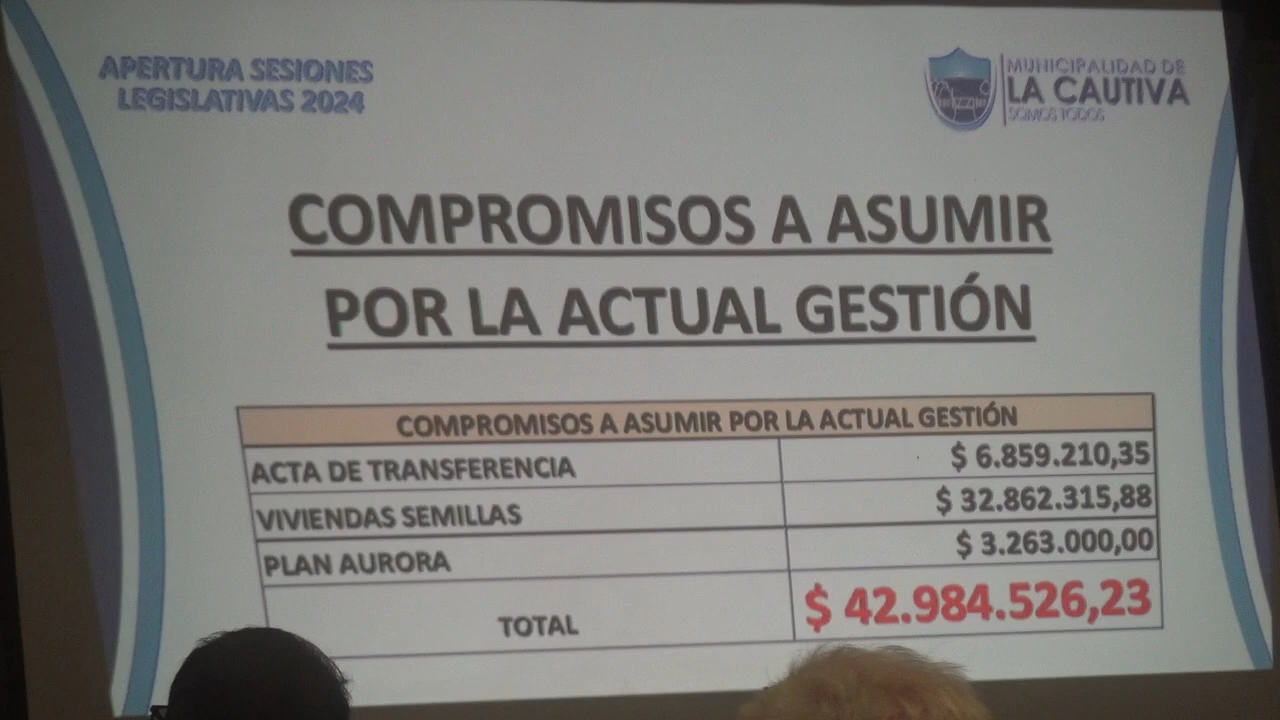 APERTURA SESIONES
LEGISLATIVAS 2024
MUNICIPALIDAD DE
LA CAUTIVA
SOMOS TODOS
COMPROMISOS A ASUMIR
POR LA ACTUAL GESTIÓN
COMPROMISOS A ASUMIR POR LA ACTUAL GESTIÓN
ACTA DE TRANSFERENCIA $ 6.859.210,35
VIVIENDAS SEMILLAS $ 32.862.315,88
PLAN AURORA $ 3.263.000,00
TOTAL $ 42.984.526,23